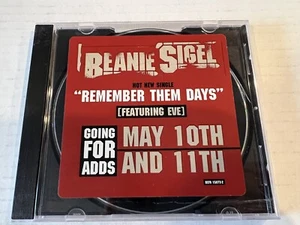 BEANIE SIGEL
HOT NEW SINGLE
"REMEMBER THEM DAYS"
[FEATURING EVE]
GOING
FOR
ADDS
MAY 10TH
AND 11TH